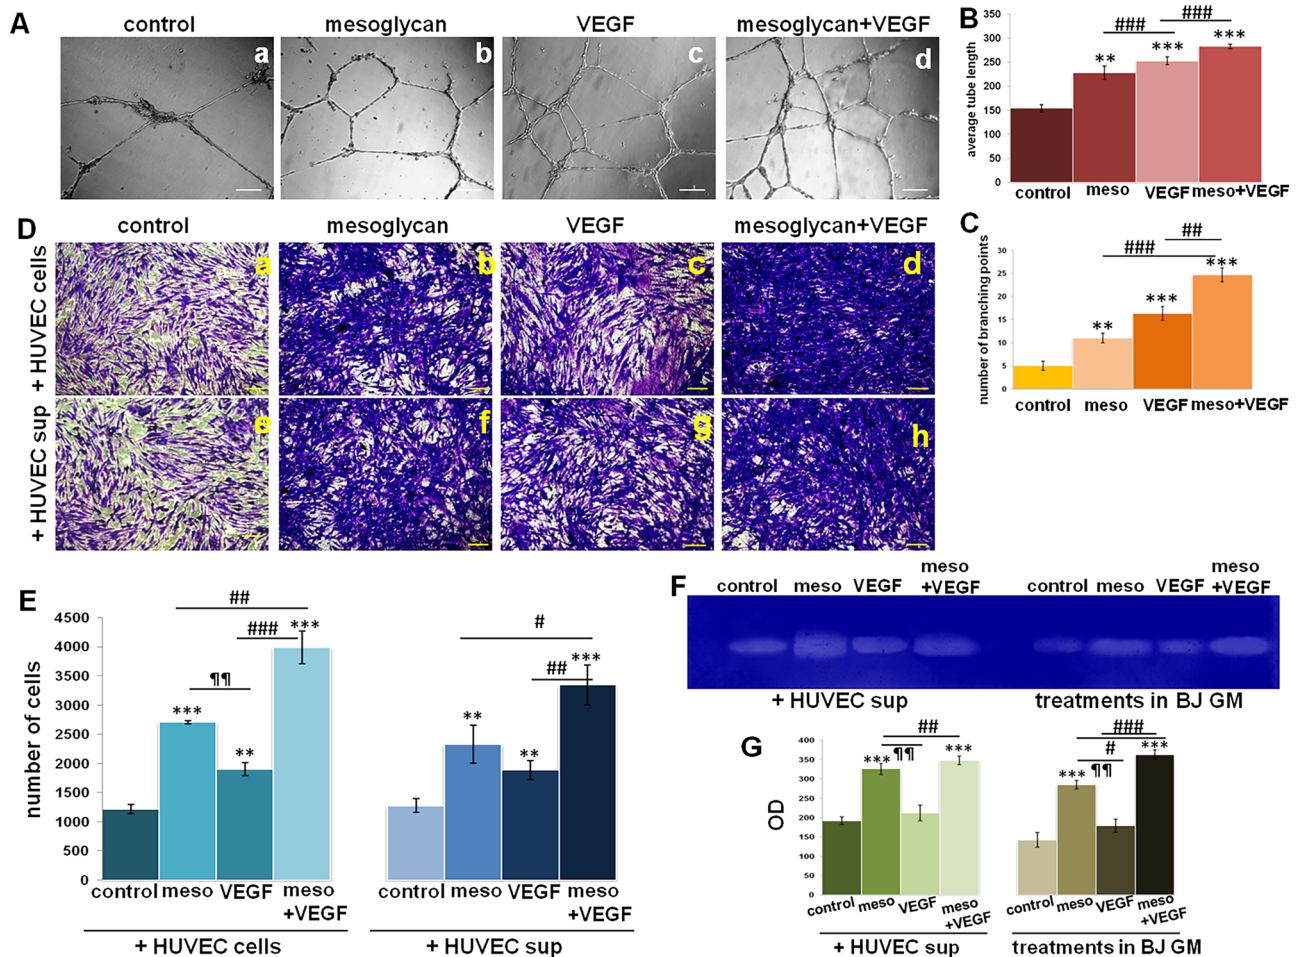 A
control
mesoglycan
VEGF
mesoglycan+VEGF
a
b
c
d
B
average tube length
350
300
250
200
150
100
50
0
###
###
**
***
***
control
meso
VEGF
meso+VEGF
C
number of branching points
30
25
20
15
10
5
0
##
###
**
***
***
control
meso
VEGF
meso+VEGF
D
control
mesoglycan
VEGF
mesoglycan+VEGF
+ HUVEC cells
a
b
c
d
+ HUVEC sup
e
f
g
h
E
number of cells
4500
4000
3500
3000
2500
2000
1500
1000
500
0
##
###
***
¶¶
***
**
control
meso
VEGF
meso
+VEGF
+ HUVEC cells
#
##
***
**
**
control
meso
VEGF
meso
+VEGF
+ HUVEC sup
F
control
meso
VEGF
meso
+VEGF
control
meso
VEGF
meso
+VEGF
+ HUVEC sup
treatments in BJ GM
G
OD
400
350
300
250
200
150
100
50
0
##
¶¶
***
***
control
meso
VEGF
meso
+VEGF
+ HUVEC sup
###
#
¶¶
***
***
control
meso
VEGF
meso
+VEGF
treatments in BJ GM